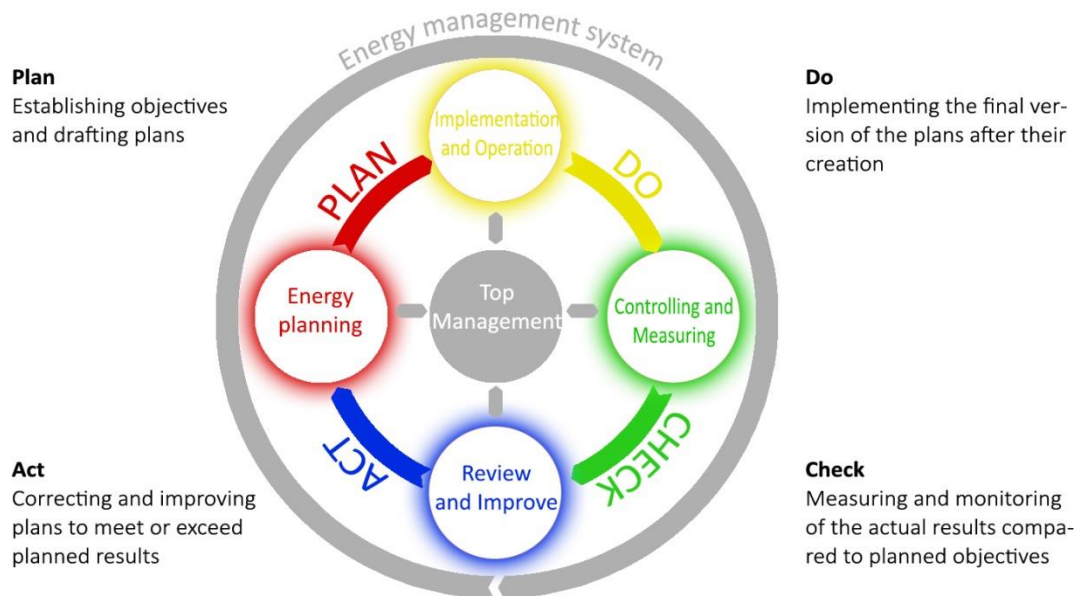 Energy management system
Plan
Establishing objectives
and drafting plans
Do
Implementing the final ver-
sion of the plans after their
creation
Implementation
and Operation
PLAN
DO
Energy
planning
Top
Management
Controlling and
Measuring
ACT
CHECK
Review
and Improve
Act
Correcting and improving
plans to meet or exceed
planned results
Check
Measuring and monitoring
of the actual results compa-
red to planned objectives